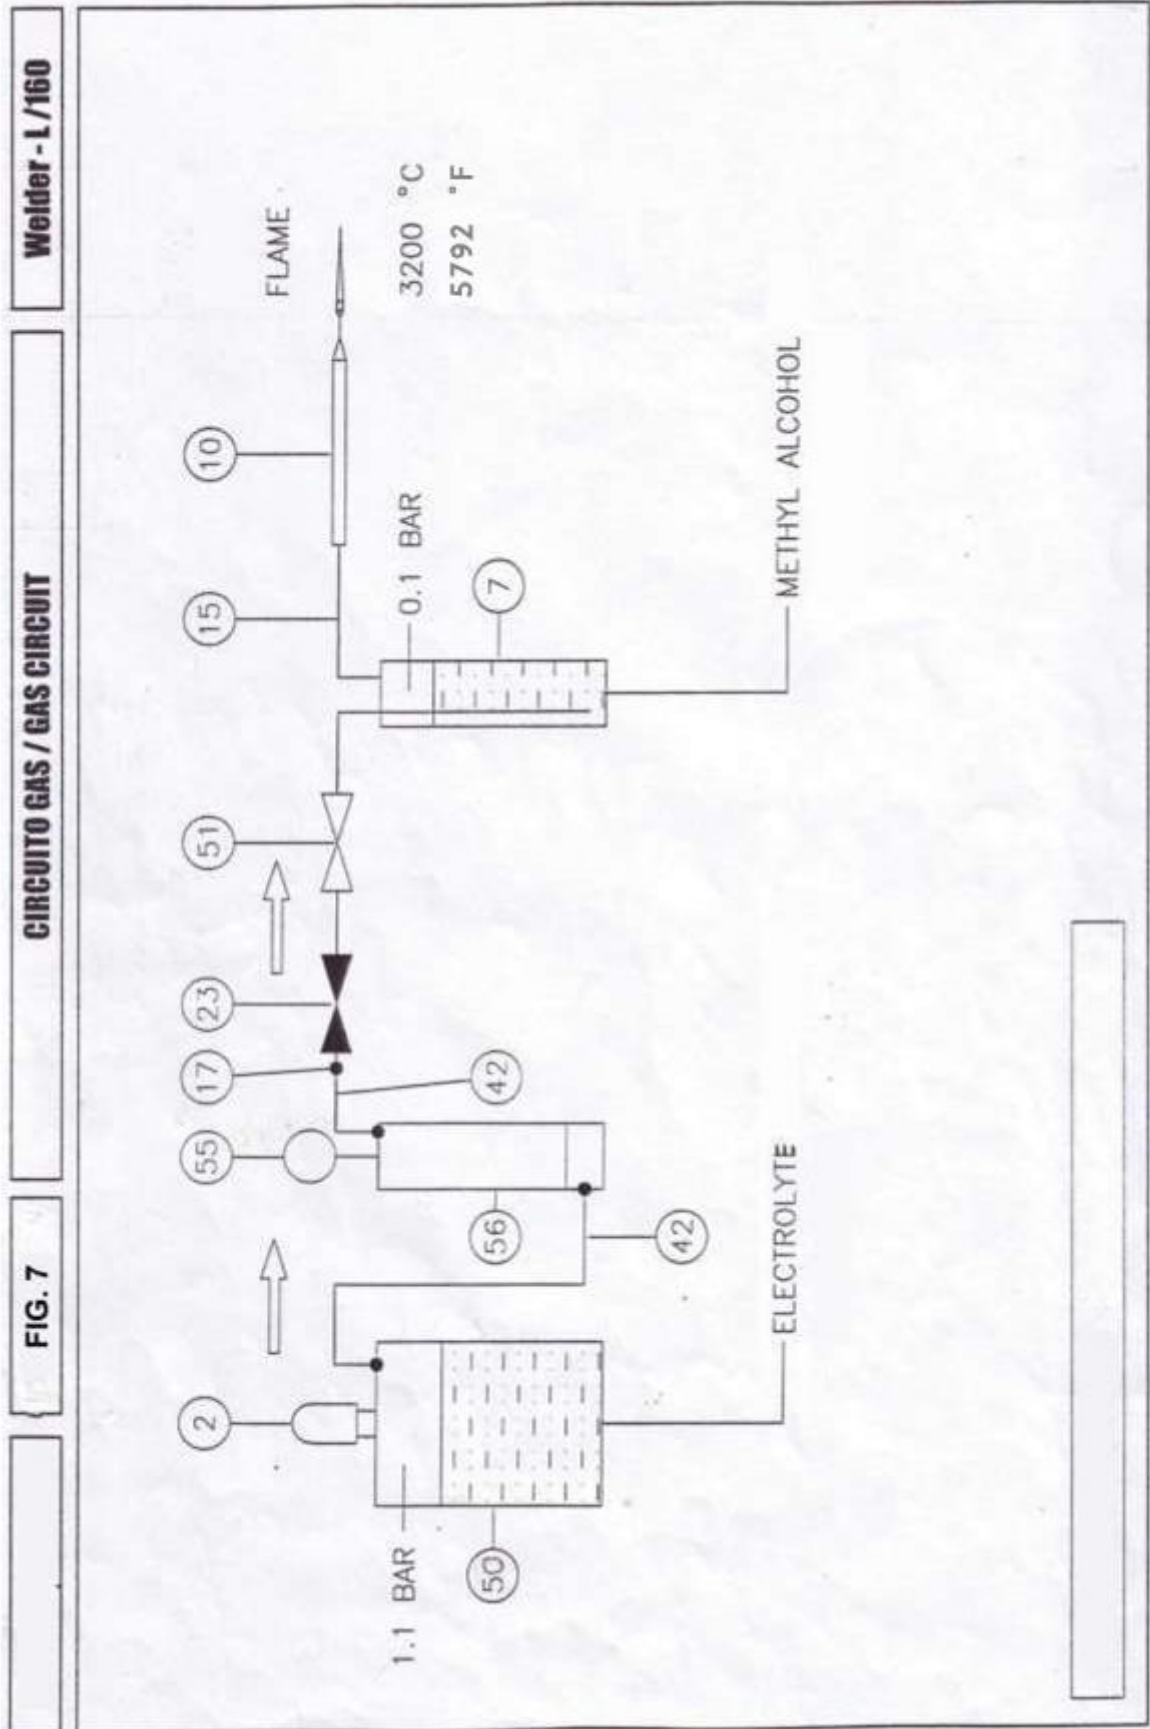 FIG. 7
CIRCUITO GAS / GAS CIRCUIT
Welder - L/160
2
55
17
23
51
15
10
FLAME
3200 °C
5792 °F
1.1 BAR
50
56
42
42
0.1 BAR
7
ELECTROLYTE
METHYL ALCOHOL